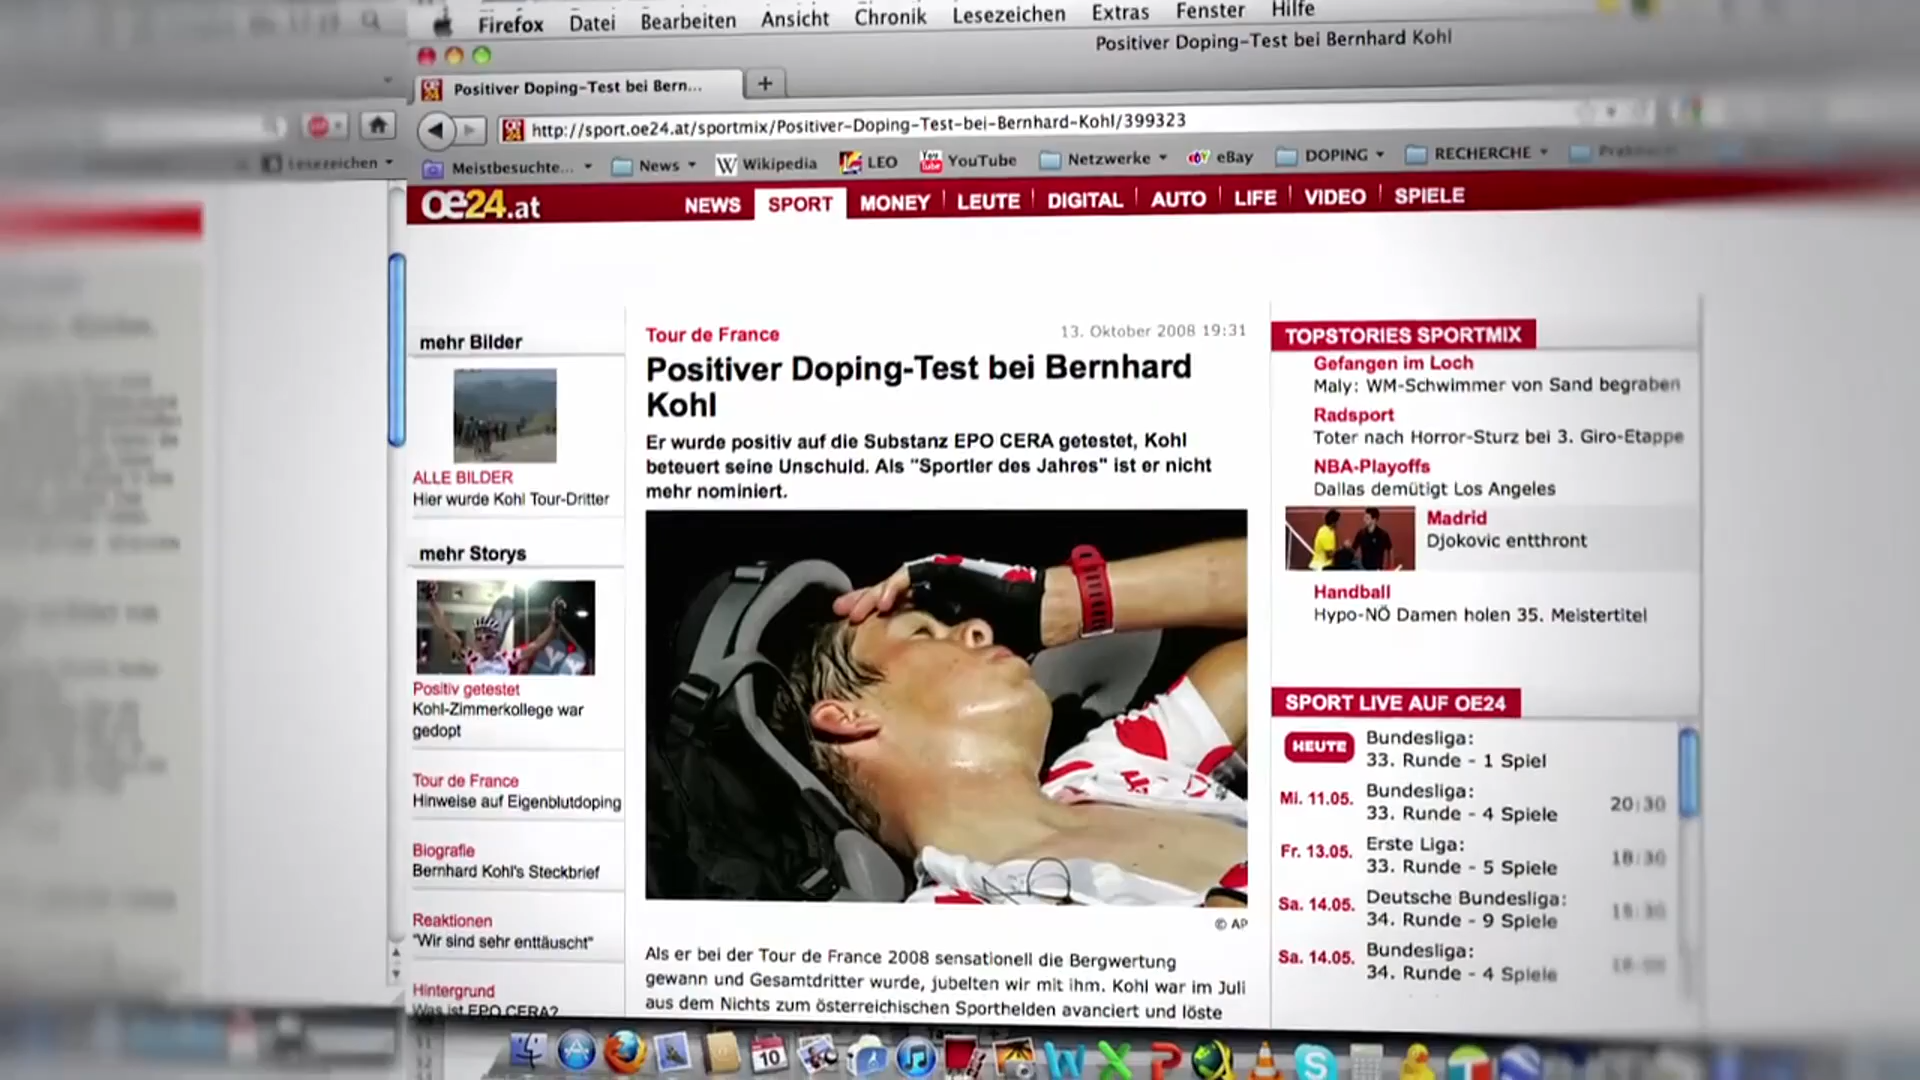 Firefox Datei Bearbeiten Ansicht Chronik Lesezeichen Extras Fenster Hilfe
Positiver Doping-Test bei Bernhard Kohl
Positiver Doping-Test bei Bern...
http://sport.oe24.at/sportmix/Positiver-Doping-Test-bei-Bernhard-Kohl/399323
Lesezeichen
Meistbesuchte... News Wikipedia LEO YouTube Netzwerke eBay DOPING RECHERCHE
oe24.at
NEWS SPORT MONEY LEUTE DIGITAL AUTO LIFE VIDEO SPIELE
mehr Bilder
ALLE BILDER
Hier wurde Kohl Tour-Dritter
mehr Storys
Positiv getestet
Kohl-Zimmerkollege war
gedopt
Tour de France
Hinweise auf Eigenblutdoping
Biografie
Bernhard Kohl's Steckbrief
Reaktionen
"Wir sind sehr enttäuscht"
Hintergrund
Was ist EPO CERA?
Tour de France
13. Oktober 2008 19:31
Positiver Doping-Test bei Bernhard
Kohl
Er wurde positiv auf die Substanz EPO CERA getestet, Kohl
beteuert seine Unschuld. Als "Sportler des Jahres" ist er nicht
mehr nominiert.
© AP
Als er bei der Tour de France 2008 sensationell die Bergwertung
gewann und Gesamtdritter wurde, jubelten wir mit ihm. Kohl war im Juli
aus dem Nichts zum österreichischen Sporthelden avanciert und löste
TOPSTORIES SPORTMIX
Gefangen im Loch
Maly: WM-Schwimmer von Sand begraben
Radsport
Toter nach Horror-Sturz bei 3. Giro-Etappe
NBA-Playoffs
Dallas demütigt Los Angeles
Madrid
Djokovic entthront
Handball
Hypo-NÖ Damen holen 35. Meistertitel
SPORT LIVE AUF OE24
HEUTE
Bundesliga:
33. Runde - 1 Spiel
Mi. 11.05.
Bundesliga:
33. Runde - 4 Spiele
20:30
Fr. 13.05.
Erste Liga:
33. Runde - 5 Spiele
18:30
Sa. 14.05.
Deutsche Bundesliga:
34. Runde - 9 Spiele
Sa. 14.05.
Bundesliga:
34. Runde - 4 Spiele
10